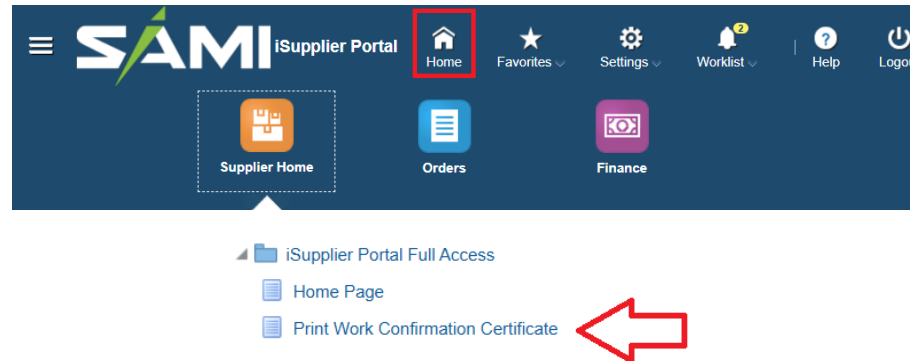 SAMI iSupplier Portal
Home
Favorites
Settings
2
Worklist
?
Help
Logou
Supplier Home
Orders
Finance
iSupplier Portal Full Access
Home Page
Print Work Confirmation Certificate